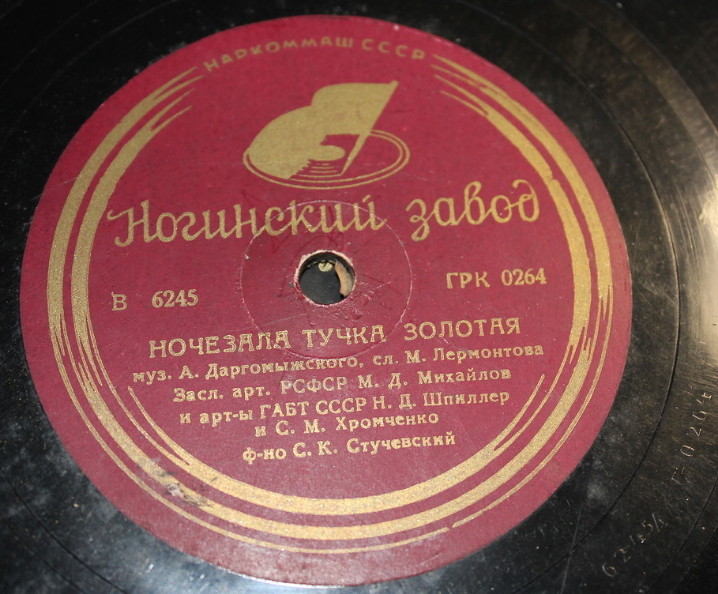 НАРКОММАШ СССР
Ногинский завод
В 6245
ГРК 0264
НОЧЕЗАЛА ТУЧКА ЗОЛОТАЯ
муз. А. Даргомыжского, сл. М. Лермонтова
Засл. арт. РСФСР М. Д. Михайлов
и арт-ы ГАБТ СССР Н. Д. Шпиллер
и С. М. Хромченко
ф-но С. К. Стучевский